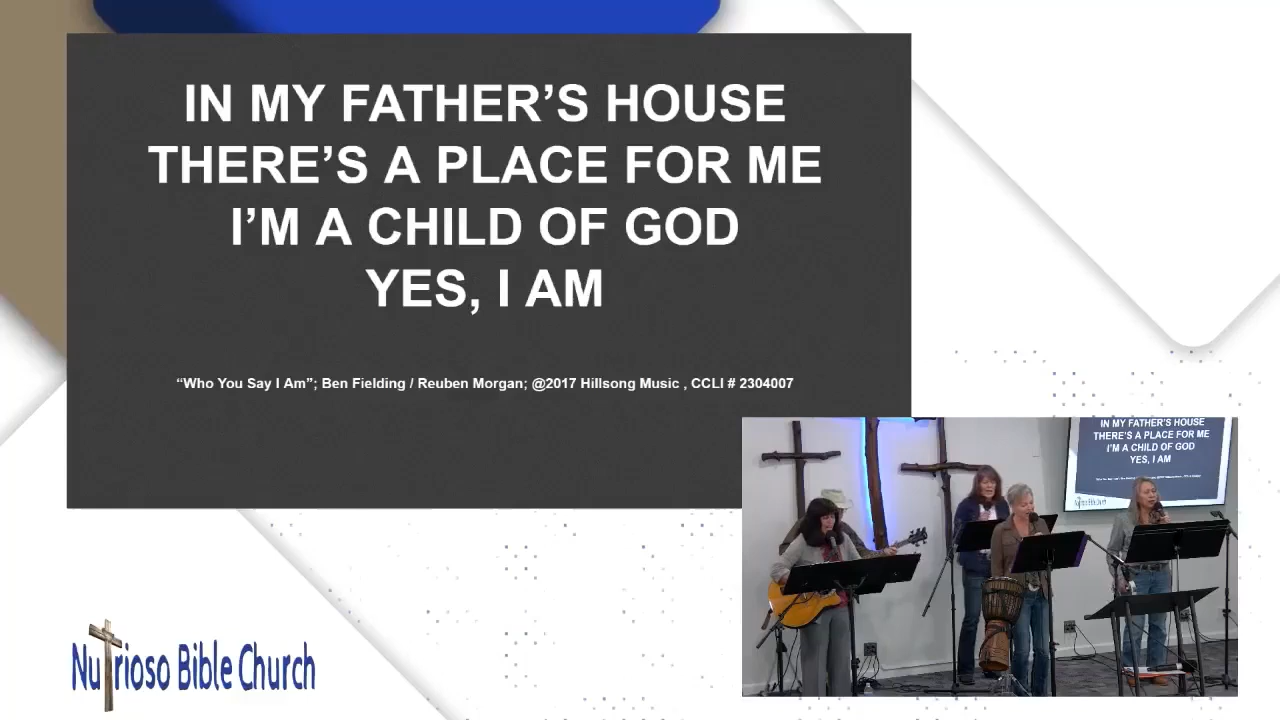 IN MY FATHER’S HOUSE
THERE’S A PLACE FOR ME
I’M A CHILD OF GOD
YES, I AM
“Who You Say I Am”; Ben Fielding / Reuben Morgan; @2017 Hillsong Music , CCLI # 2304007
IN MY FATHER'S HOUSE
THERE'S A PLACE FOR ME
I'M A CHILD OF GOD
YES, I AM
Nutrioso Bible Church